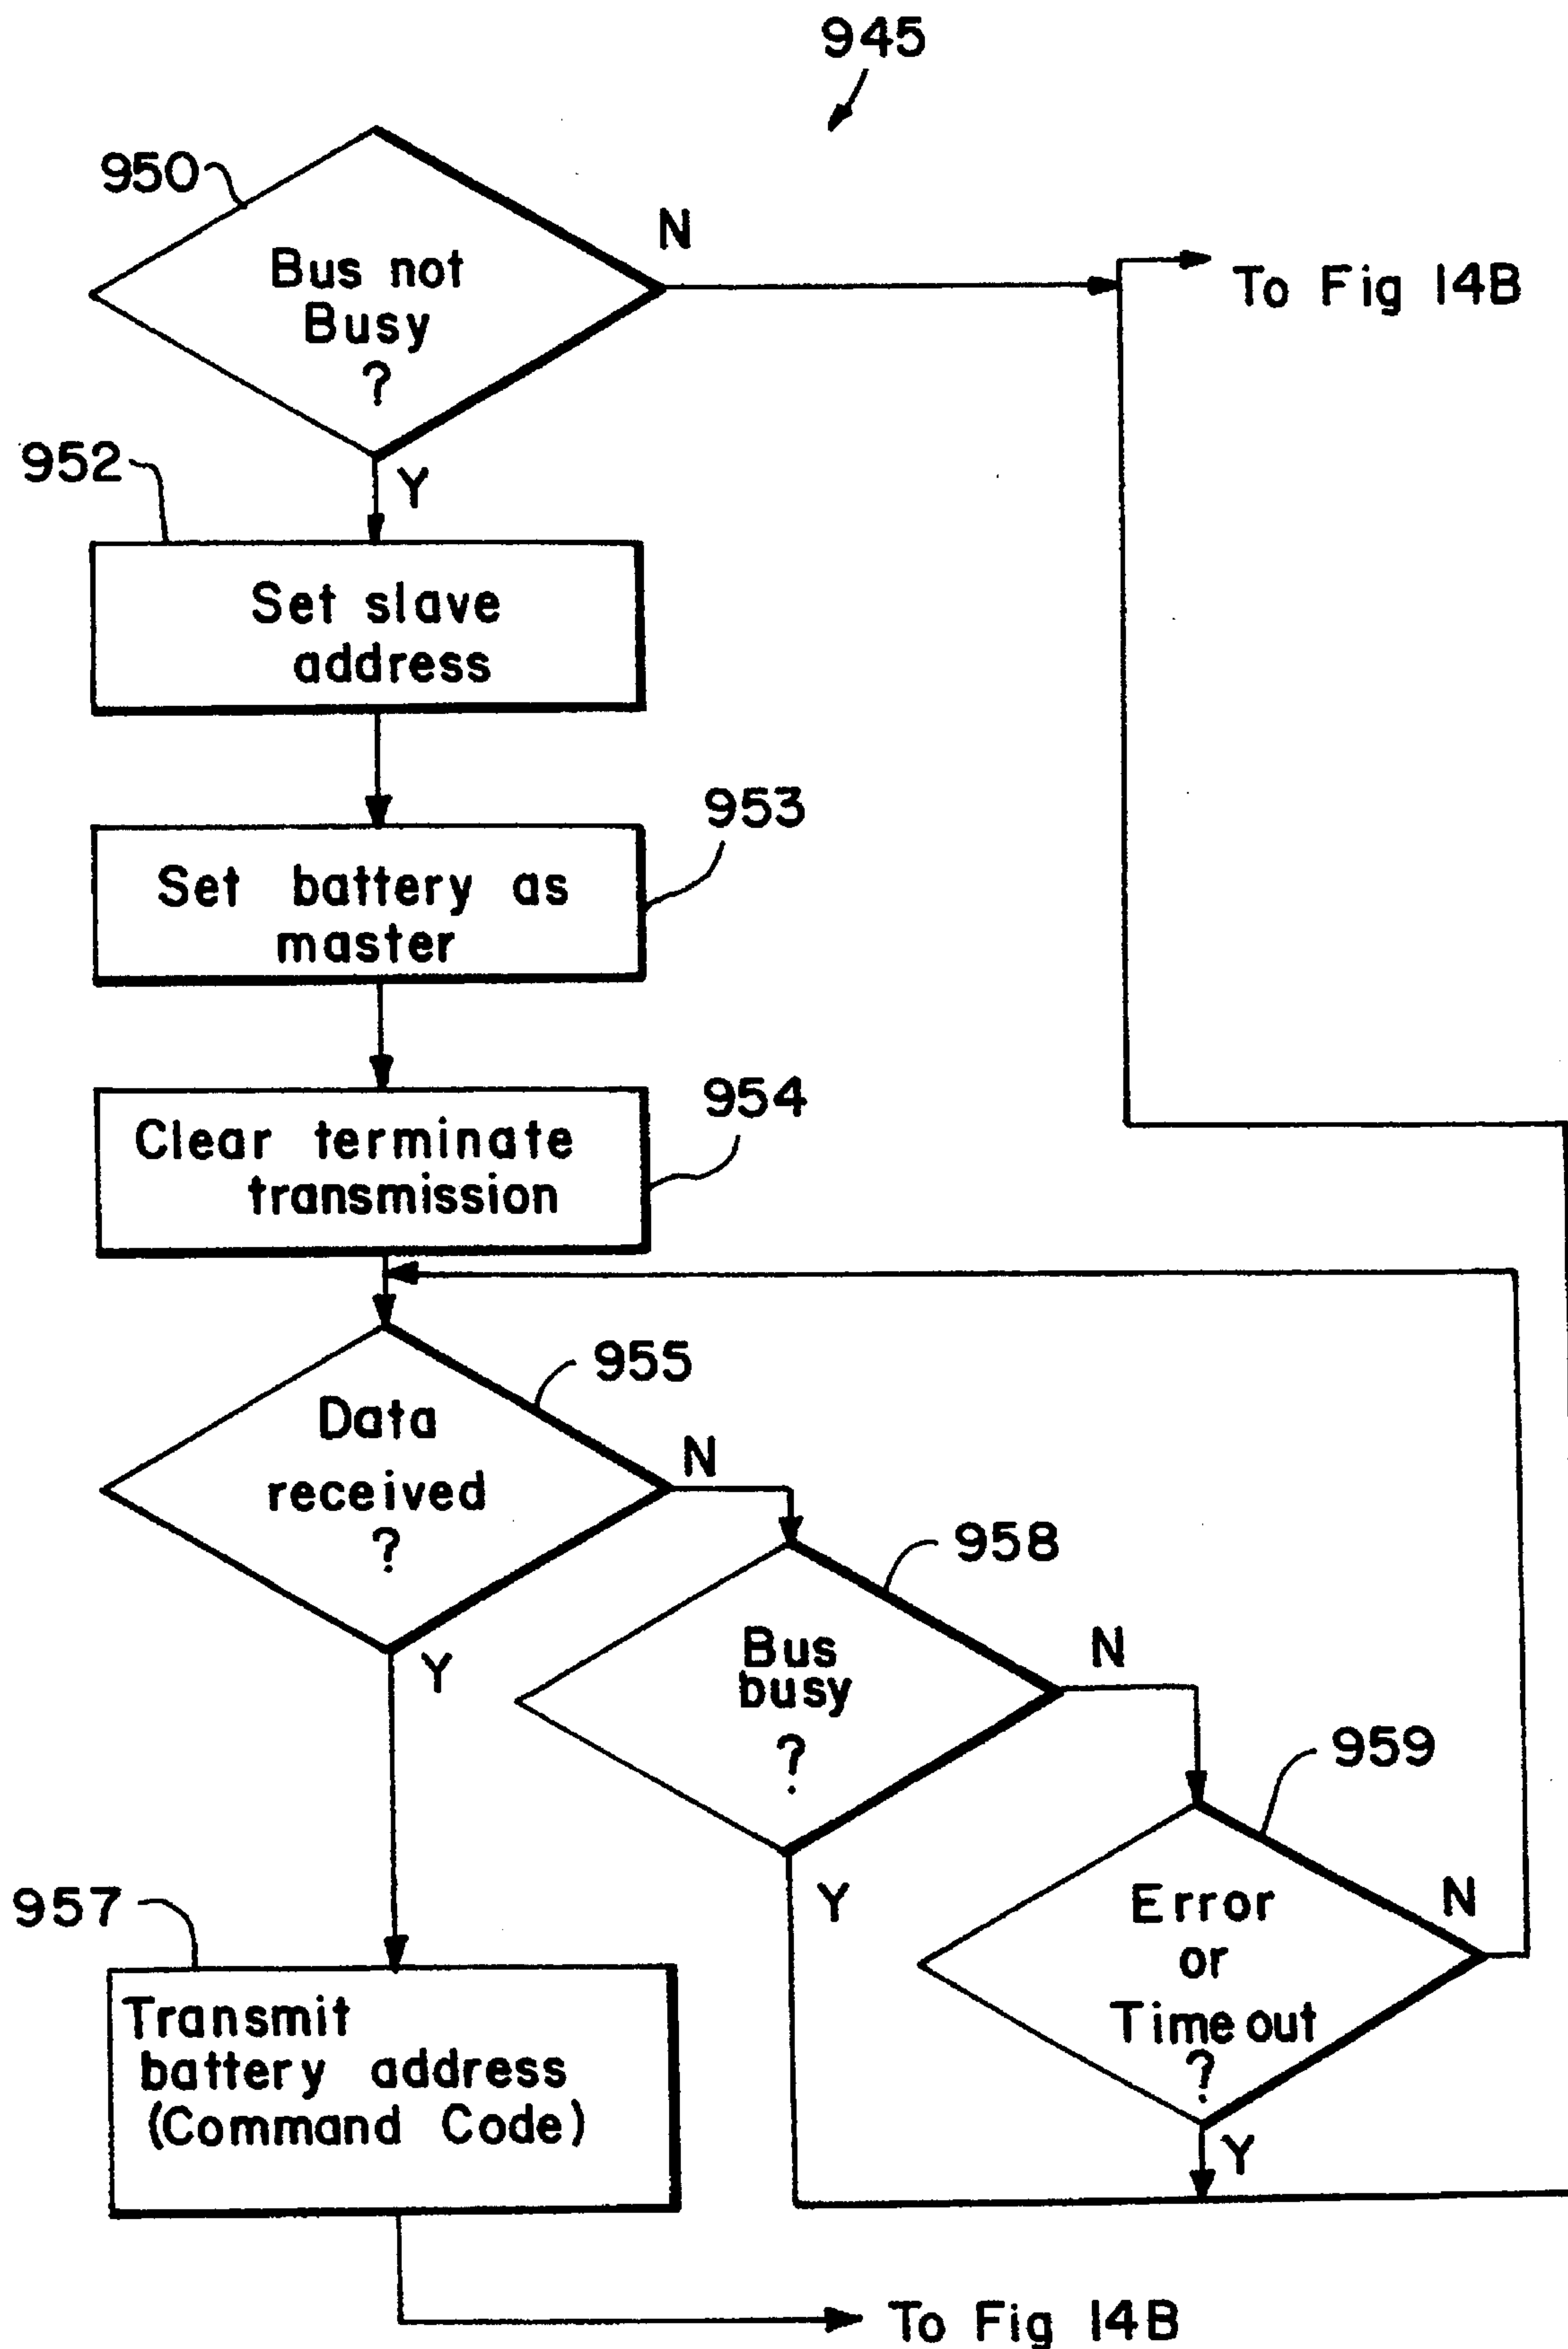 945
950
Bus not
Busy
?
N
To Fig 14B
Y
952
Set slave
address
953
Set battery as
master
954
Clear terminate
transmission
955
Data
received
?
N
Y
958
Bus
busy
?
N
Y
959
Error
or
Timeout
?
N
Y
957
Transmit
battery address
(Command Code)
To Fig 14B